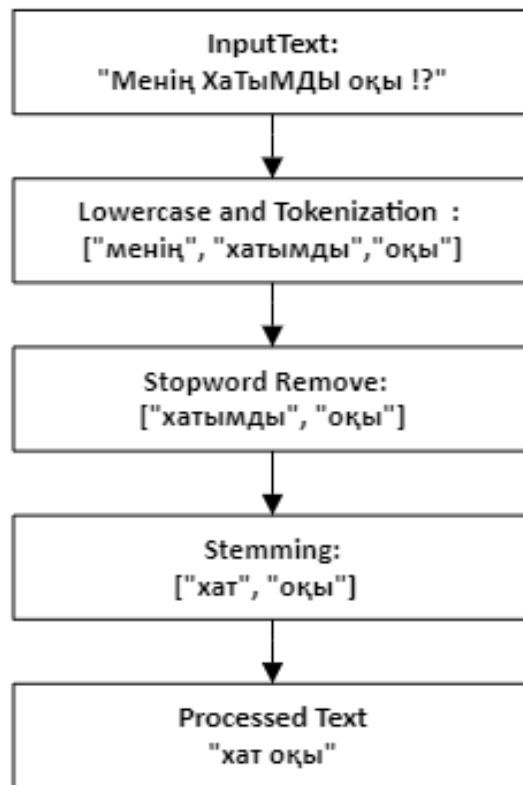 InputText:
"Менің ХаТыМДЫ оқы !?"
Lowercase and Tokenization :
["менің", "хатымды","оқы"]
Stopword Remove:
["хатымды", "оқы"]
Stemming:
["хат", "оқы"]
Processed Text
"хат оқы"